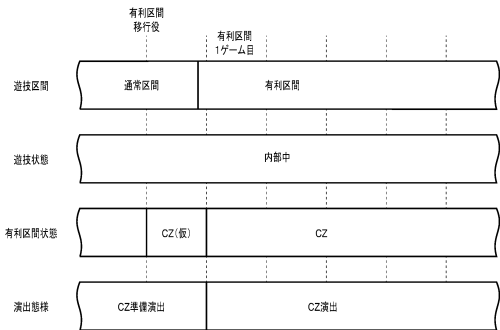 有利区間
移行役
有利区間
1ゲーム目
遊技区間
通常区間
有利区間
遊技状態
内部中
有利区間状態
CZ(仮)
CZ
演出態様
CZ準備演出
CZ演出